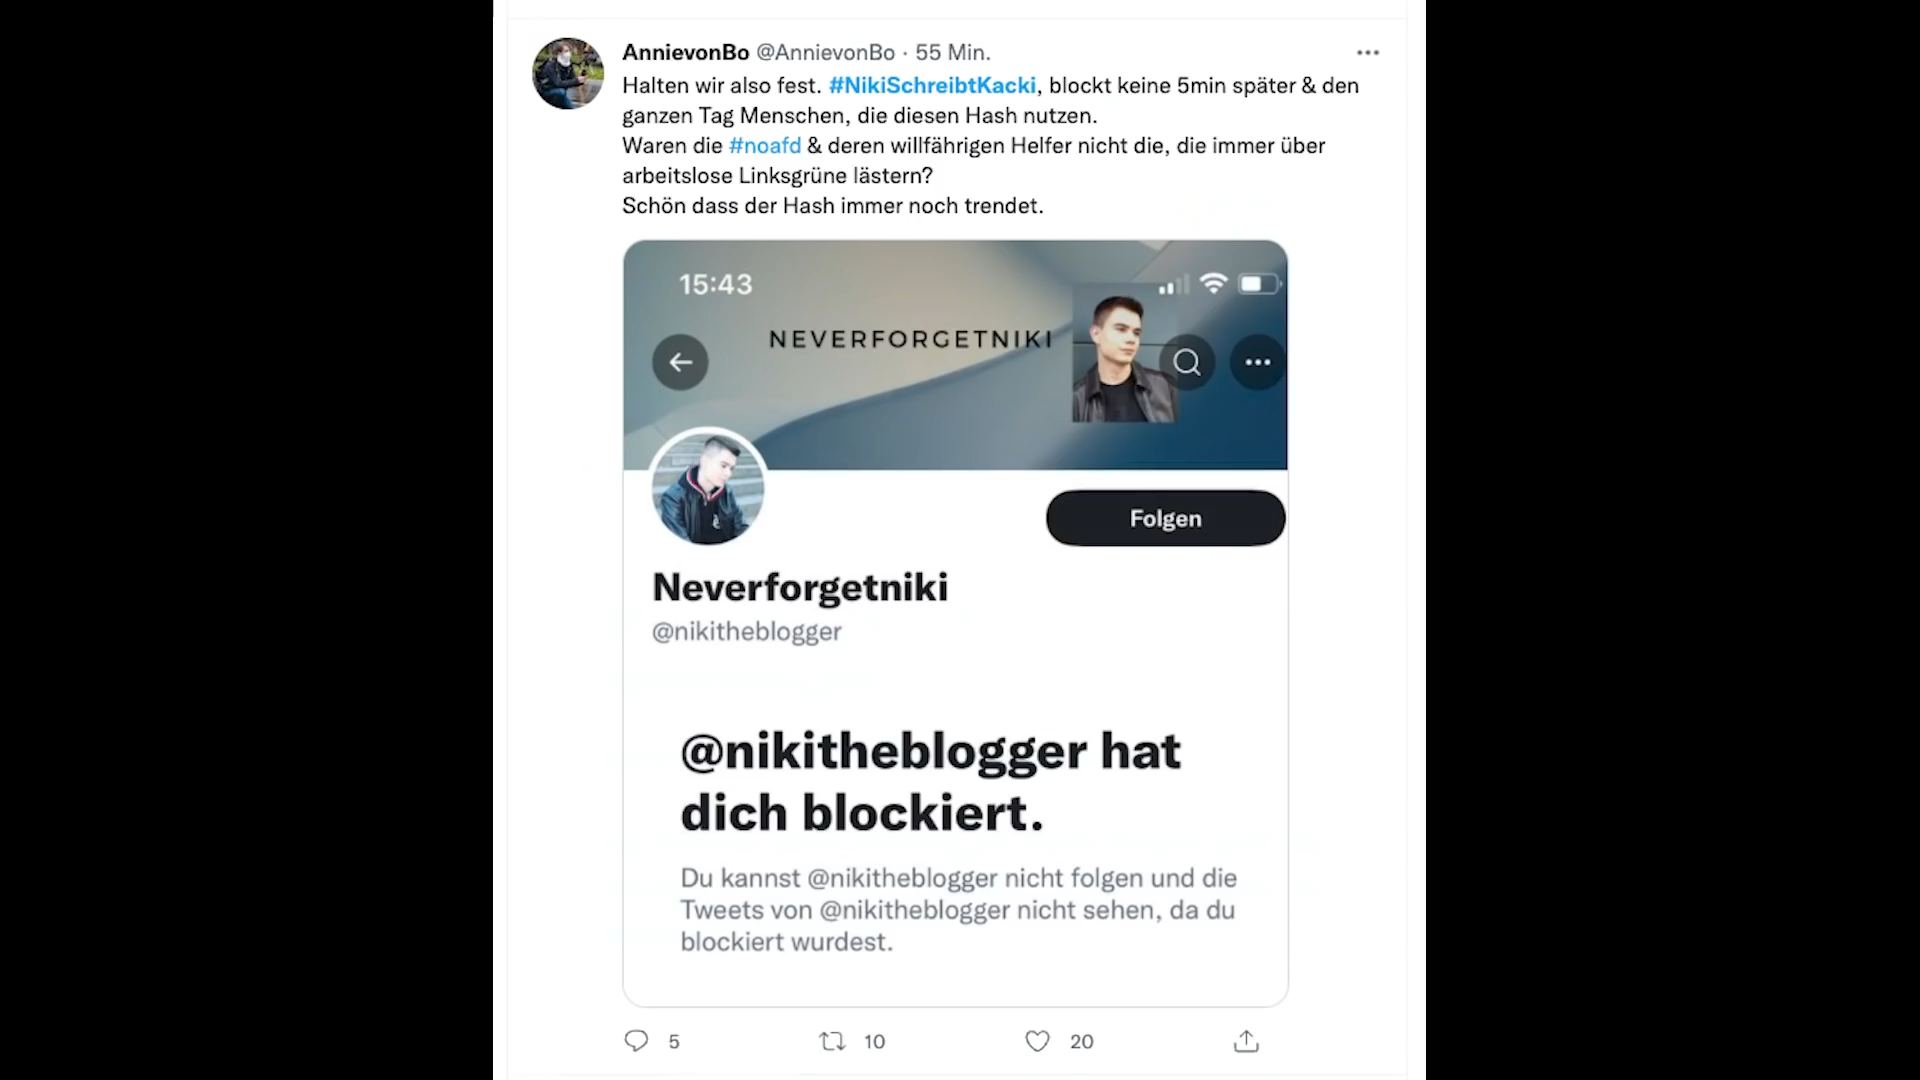 AnnievonBo @AnnievonBo · 55 Min.
Halten wir also fest. #NikiSchreibtKacki, blockt keine 5min später & den
ganzen Tag Menschen, die diesen Hash nutzen.
Waren die #noafd & deren willfährigen Helfer nicht die, die immer über
arbeitslose Linksgrüne lästern?
Schön dass der Hash immer noch trendet.
15:43
NEVERFORGETNIKI
Folgen
Neverforgetniki
@nikitheblogger
@nikitheblogger hat
dich blockiert.
Du kannst @nikitheblogger nicht folgen und die
Tweets von @nikitheblogger nicht sehen, da du
blockiert wurdest.
5 10 20